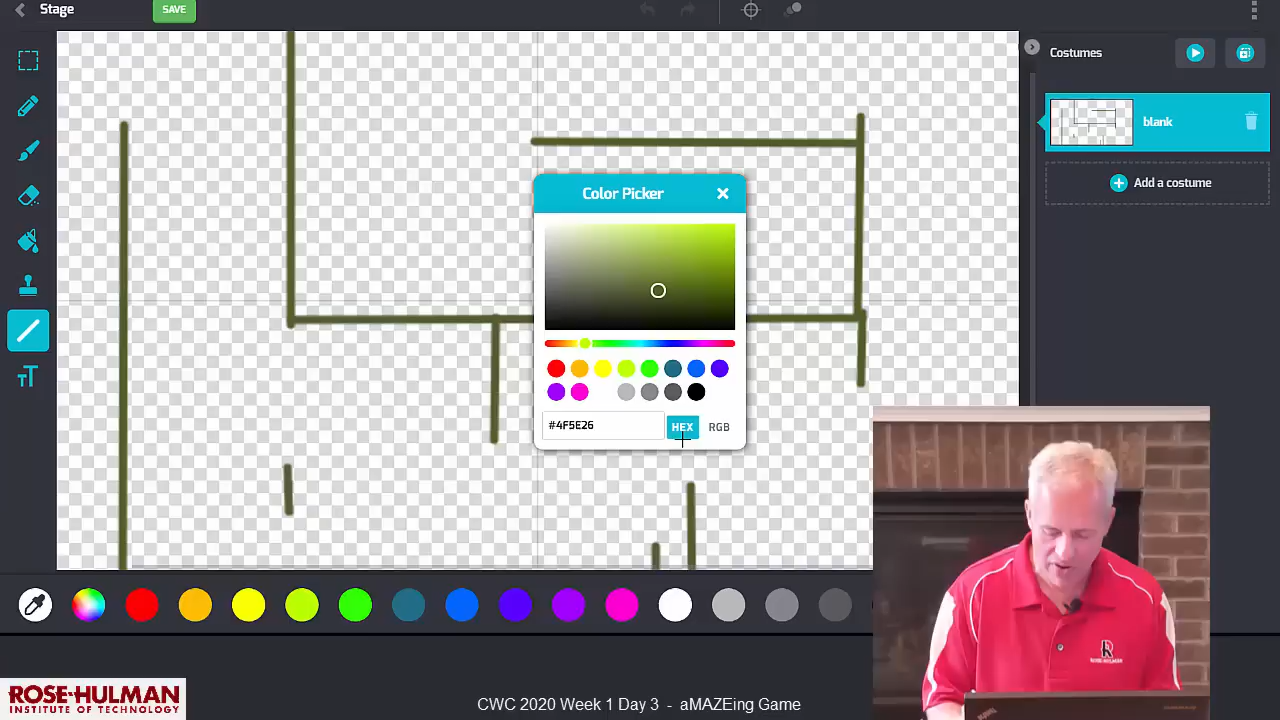 Stage
SAVE
Costumes
blank
Add a costume
Color Picker
#4F5E26
HEX
RGB
TT
ROSE-HULMAN
INSTITUTE OF TECHNOLOGY
CWC 2020 Week 1 Day 3 - aMAZEing Game